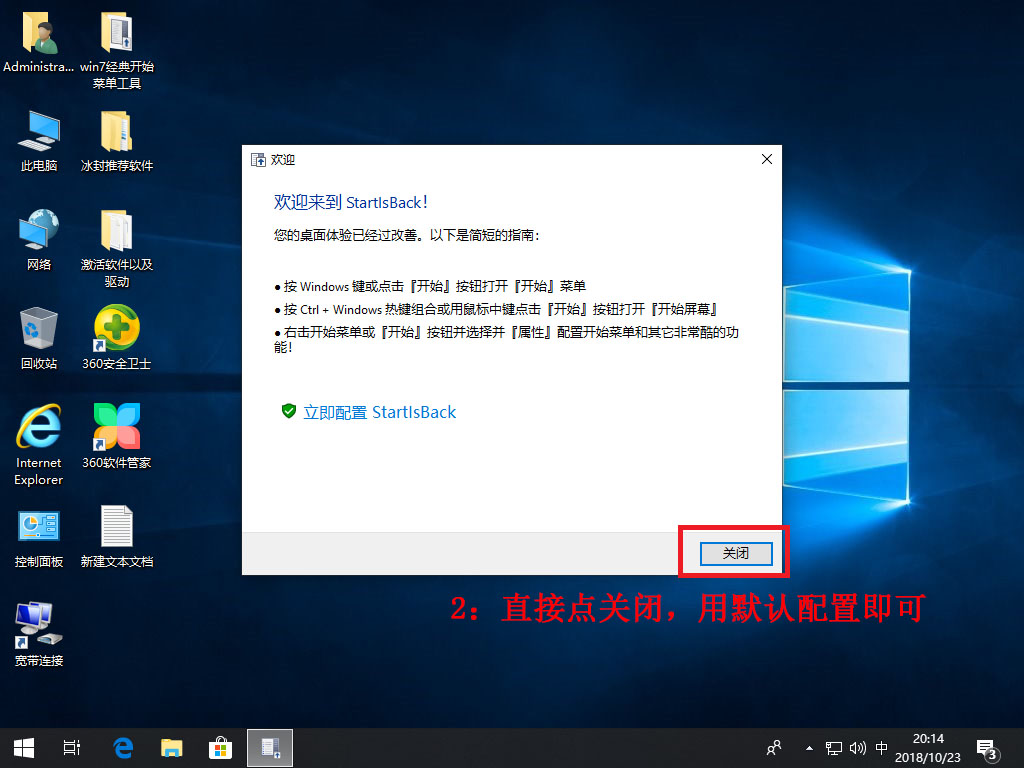 Administra...
win7经典开始
菜单工具
此电脑
冰封推荐软件
网络
激活软件以及
驱动
回收站
360安全卫士
Internet
Explorer
360软件管家
控制面板
新建文本文档
宽带连接
欢迎
欢迎来到 StartIsBack!
您的桌面体验已经过改善。以下是简短的指南:
● 按 Windows 键或点击『开始』按钮打开『开始』菜单
● 按 Ctrl + Windows 热键组合或用鼠标中键点击『开始』按钮打开『开始屏幕』
● 右击开始菜单或『开始』按钮并选择并『属性』配置开始菜单和其它非常酷的功
能!
立即配置 StartIsBack
关闭
2：直接点关闭，用默认配置即可
中
20:14
2018/10/23
3